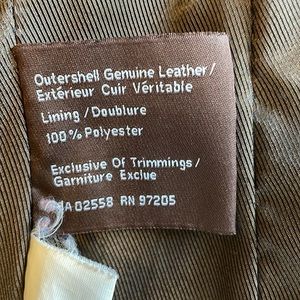 Outershell Genuine Leather/
Extérieur Cuir Véritable
Lining/Doublure
100% Polyester
Exclusive Of Trimmings/
Garniture Exclue
02558 RN 97205